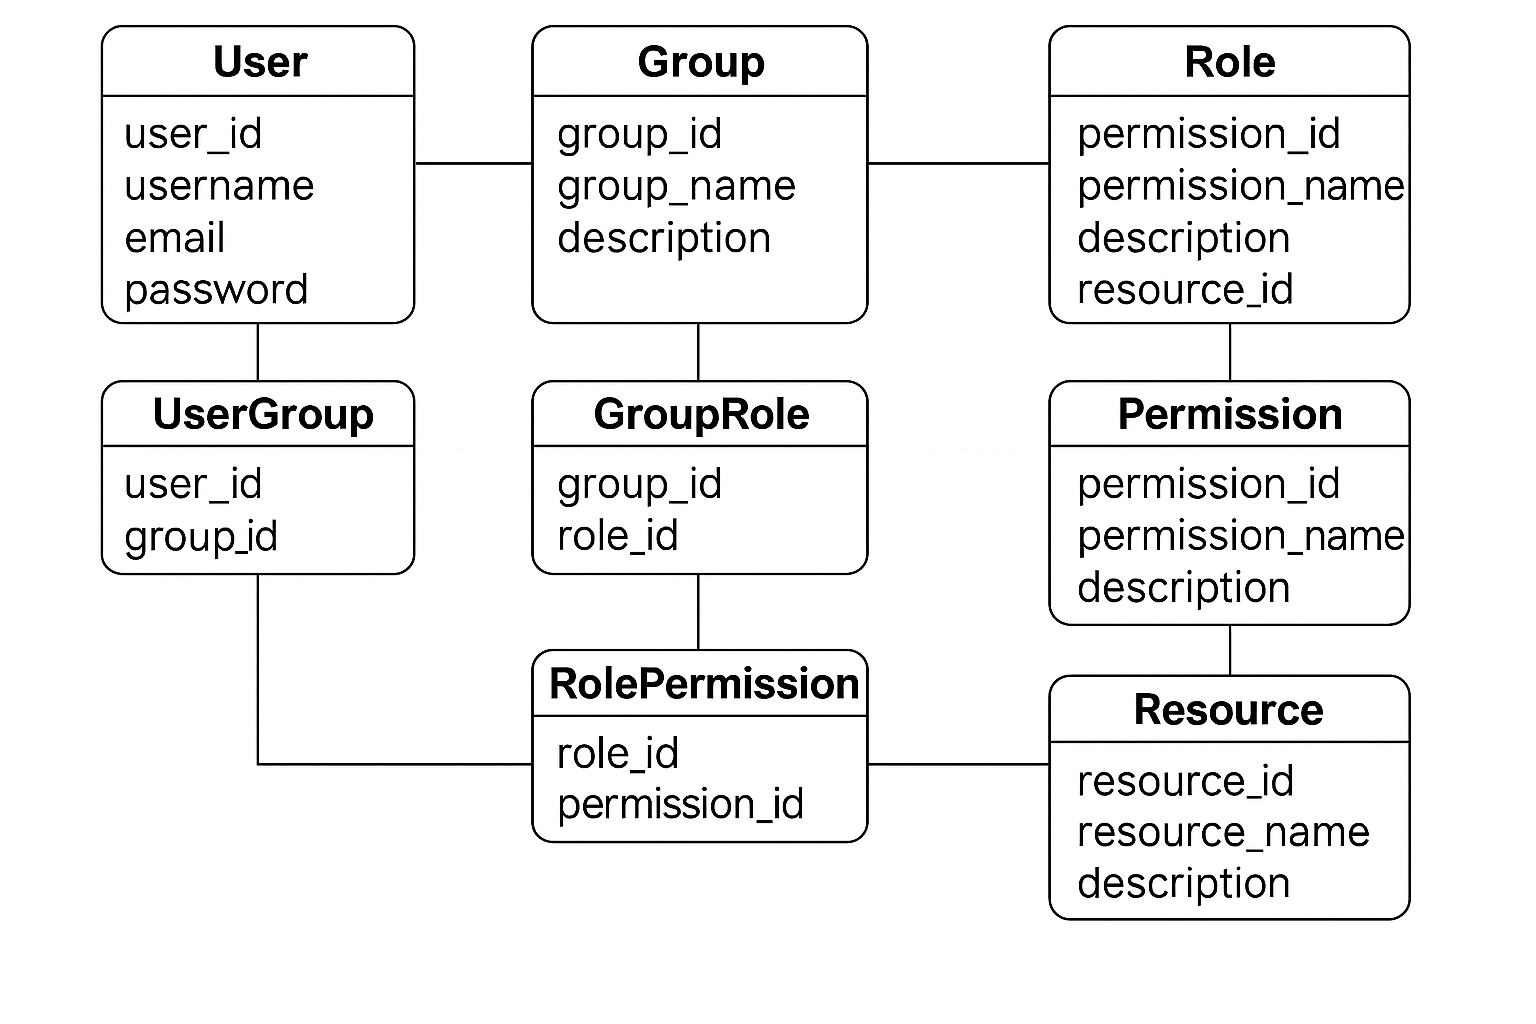 User
user_id
username
email
password
Group
group_id
group_name
description
Role
permission_id
permission_name
description
resource_id
UserGroup
user_id
group_id
GroupRole
group_id
role_id
Permission
permission_id
permission_name
description
RolePermission
role_id
permission_id
Resource
resource_id
resource_name
description